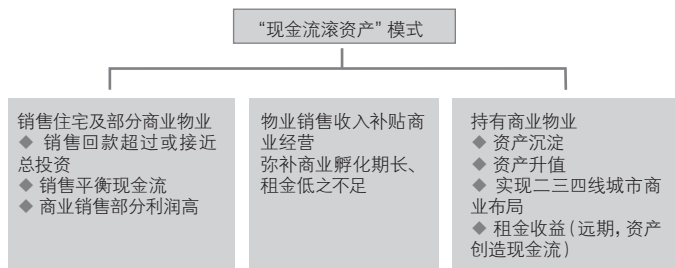 “现金流滚资产”模式
销售住宅及部分商业物业
◆ 销售回款超过或接近
总投资
◆ 销售平衡现金流
◆ 商业销售部分利润高
物业销售收入补贴商
业经营
弥补商业孵化期长、
租金低之不足
持有商业物业
◆ 资产沉淀
◆ 资产升值
◆ 实现二三四线城市商
业布局
◆ 租金收益(远期,资产
创造现金流)